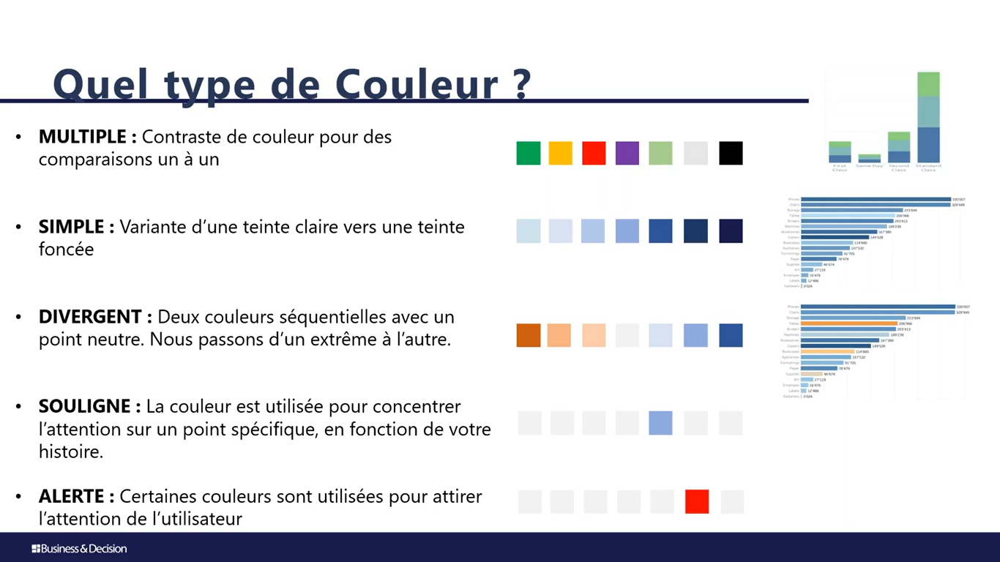 Quel type de Couleur ?
• MULTIPLE : Contraste de couleur pour des
comparaisons un à un
• SIMPLE : Variante d’une teinte claire vers une teinte
foncée
• DIVERGENT : Deux couleurs séquentielles avec un
point neutre. Nous passons d’un extrême à l’autre.
• SOULIGNE : La couleur est utilisée pour concentrer
l’attention sur un point spécifique, en fonction de votre
histoire.
• ALERTE : Certaines couleurs sont utilisées pour attirer
l’attention de l’utilisateur
First Class
Same Day
Second Class
Standard Class
Phones 330'007
Chairs 328'449
Storage 223'844
Tables 206'966
Binders 203'413
Machines 189'239
Accessories 167'380
Copiers 149'528
Bookcases 114'880
Appliances 107'532
Furnishings 91'705
Paper 78'479
Supplies 46'674
Art 27'119
Envelopes 16'476
Labels 12'486
Fasteners 3'024
Phones 330'007
Chairs 328'449
Storage 223'844
Tables 206'966
Binders 203'413
Machines 189'239
Accessories 167'380
Copiers 149'528
Bookcases 114'880
Appliances 107'532
Furnishings 91'705
Paper 78'479
Supplies 46'674
Art 27'119
Envelopes 16'476
Labels 12'486
Fasteners 3'024
Business & Decision